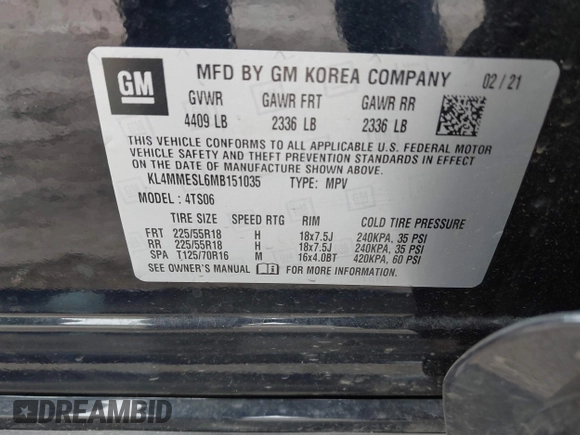 GM MFD BY GM KOREA COMPANY 02/21
GVWR GAWR FRT GAWR RR
4409 LB 2336 LB 2336 LB
THIS VEHICLE CONFORMS TO ALL APPLICABLE U.S. FEDERAL MOTOR
VEHICLE SAFETY, BUMPER, AND THEFT PREVENTION STANDARDS IN
EFFECT ON THE DATE OF MANUFACTURE SHOWN ABOVE.
KL4MMESL6MB151035 TYPE: MPV
MODEL : 4TS06
TIRE SIZE SPEED RTG RIM COLD TIRE PRESSURE
FRT 225/55R18 H 18x7.5J 240KPA, 35 PSI
RR 225/55R18 H 18x7.5J 240KPA, 35 PSI
SPA T125/70R16 M 16x4.0BT 420KPA, 60 PSI
SEE OWNER'S MANUAL FOR MORE INFORMATION
DREAMBID